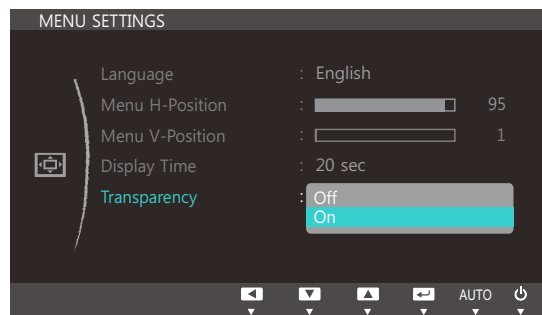 MENU SETTINGS
Language : English
Menu H-Position : 95
Menu V-Position : 1
Display Time : 20 sec
Transparency : Off
On
AUTO